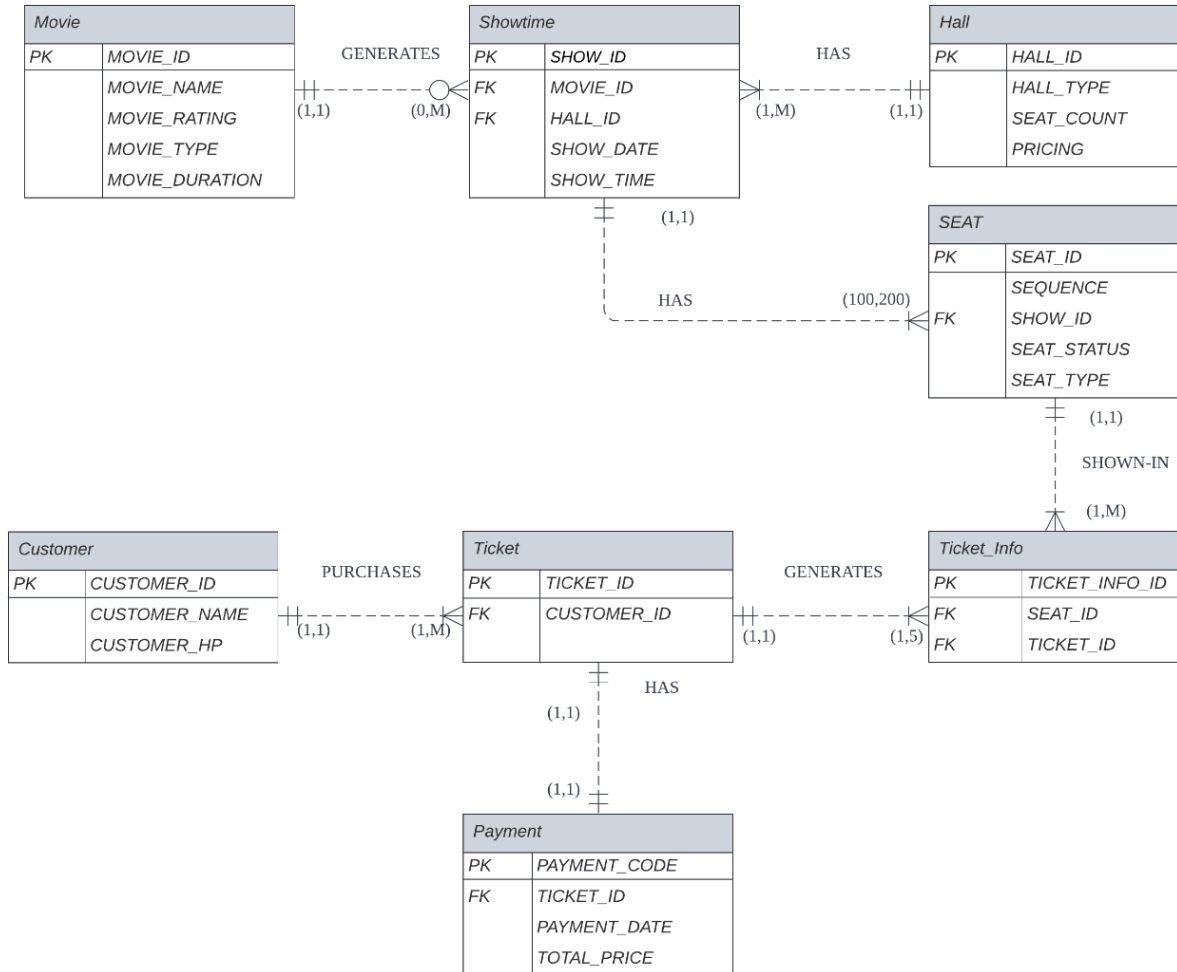 Movie
PK MOVIE_ID
MOVIE_NAME
MOVIE_RATING
MOVIE_TYPE
MOVIE_DURATION
GENERATES
(1,1)
(0,M)
Showtime
PK SHOW_ID
FK MOVIE_ID
FK HALL_ID
SHOW_DATE
SHOW_TIME
HAS
(1,M)
(1,1)
Hall
PK HALL_ID
HALL_TYPE
SEAT_COUNT
PRICING
(1,1)
HAS
(100,200)
SEAT
PK SEAT_ID
SEQUENCE
FK SHOW_ID
SEAT_STATUS
SEAT_TYPE
(1,1)
SHOWN-IN
(1,M)
Customer
PK CUSTOMER_ID
CUSTOMER_NAME
CUSTOMER_HP
PURCHASES
(1,1)
(1,M)
Ticket
PK TICKET_ID
FK CUSTOMER_ID
GENERATES
(1,1)
(1,5)
Ticket_Info
PK TICKET_INFO_ID
FK SEAT_ID
FK TICKET_ID
HAS
(1,1)
(1,1)
Payment
PK PAYMENT_CODE
FK TICKET_ID
PAYMENT_DATE
TOTAL_PRICE